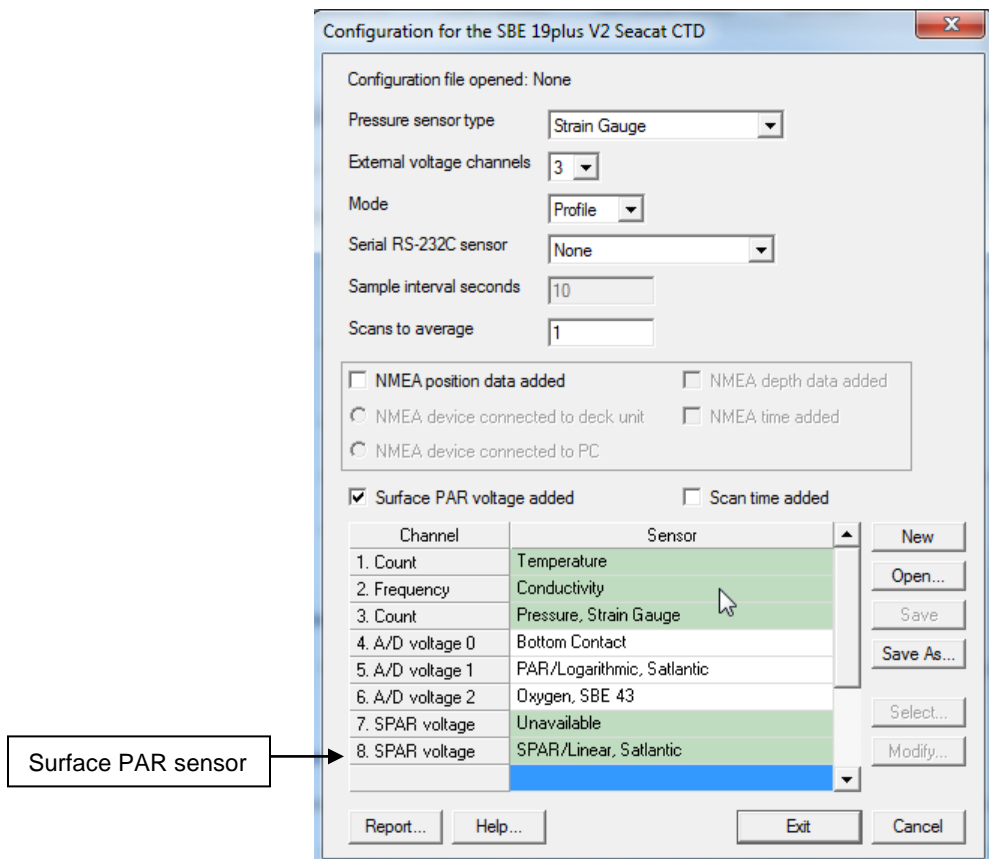 Configuration for the SBE 19plus V2 Seacat CTD
Configuration file opened: None
Pressure sensor type Strain Gauge
External voltage channels 3
Mode Profile
Serial RS-232C sensor None
Sample interval seconds 10
Scans to average 1
NMEA position data added NMEA depth data added
NMEA device connected to deck unit NMEA time added
NMEA device connected to PC
Surface PAR voltage added Scan time added
Channel Sensor New
1. Count Temperature
Open...
2. Frequency Conductivity
3. Count Pressure, Strain Gauge Save
4. A/D voltage 0 Bottom Contact
Save As...
5. A/D voltage 1 PAR/Logarithmic, Satlantic
6. A/D voltage 2 Oxygen, SBE 43
Select...
7. SPAR voltage Unavailable
8. SPAR voltage SPAR/Linear, Satlantic Modify...
Surface PAR sensor
Report... Help... Exit Cancel